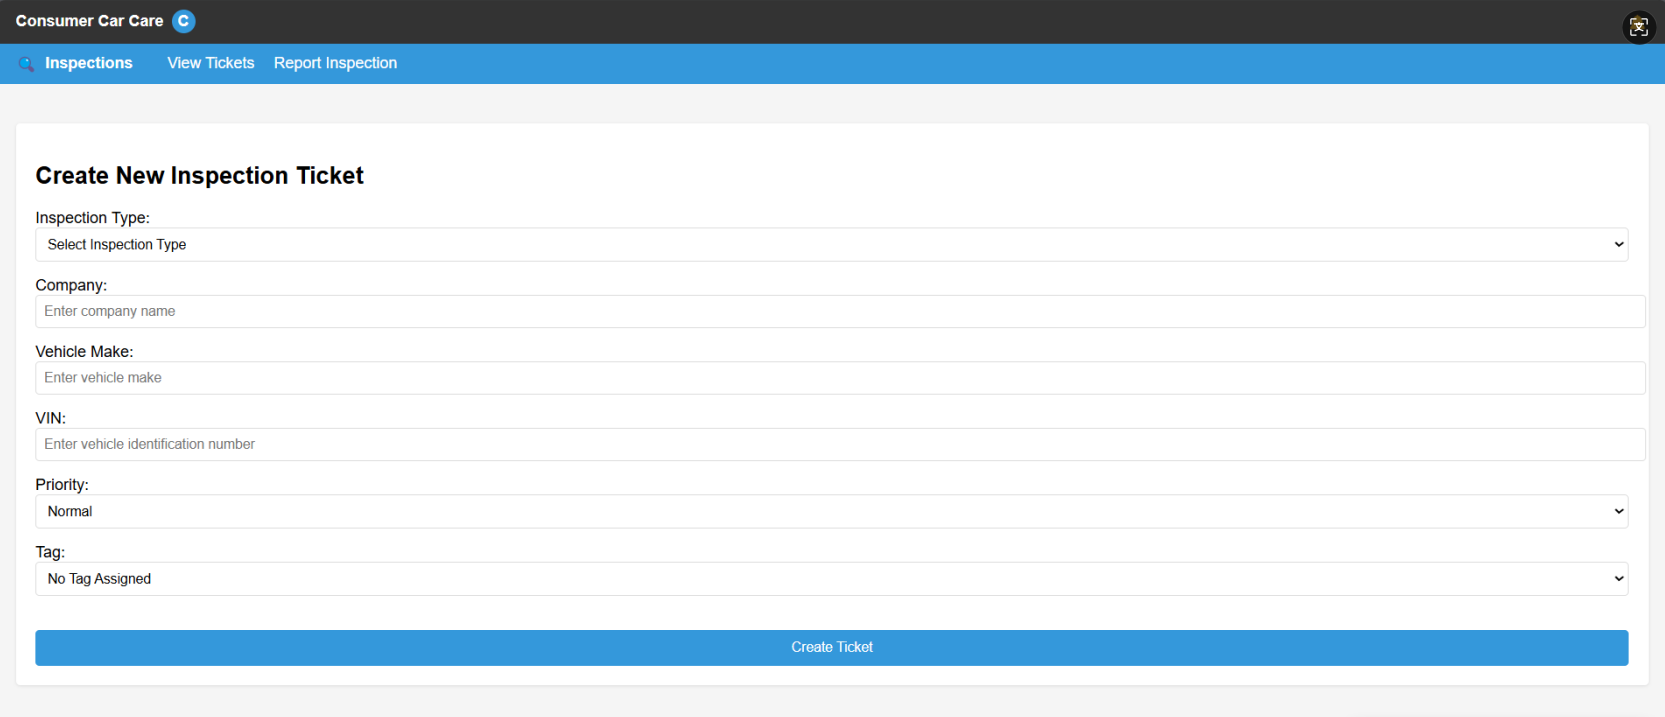 Consumer Car Care C
Inspections View Tickets Report Inspection
Create New Inspection Ticket
Inspection Type:
Select Inspection Type
Company:
Enter company name
Vehicle Make:
Enter vehicle make
VIN:
Enter vehicle identification number
Priority:
Normal
Tag:
No Tag Assigned
Create Ticket